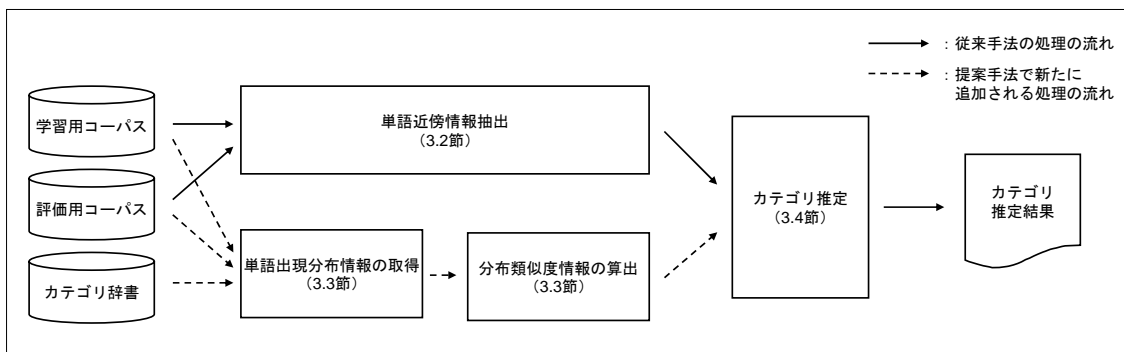 ：従来手法の処理の流れ
：提案手法で新たに
追加される処理の流れ
学習用コーパス
評価用コーパス
カテゴリ辞書
単語近傍情報抽出
(3.2節)
単語出現分布情報の取得
(3.3節)
分布類似度情報の算出
(3.3節)
カテゴリ推定
(3.4節)
カテゴリ
推定結果